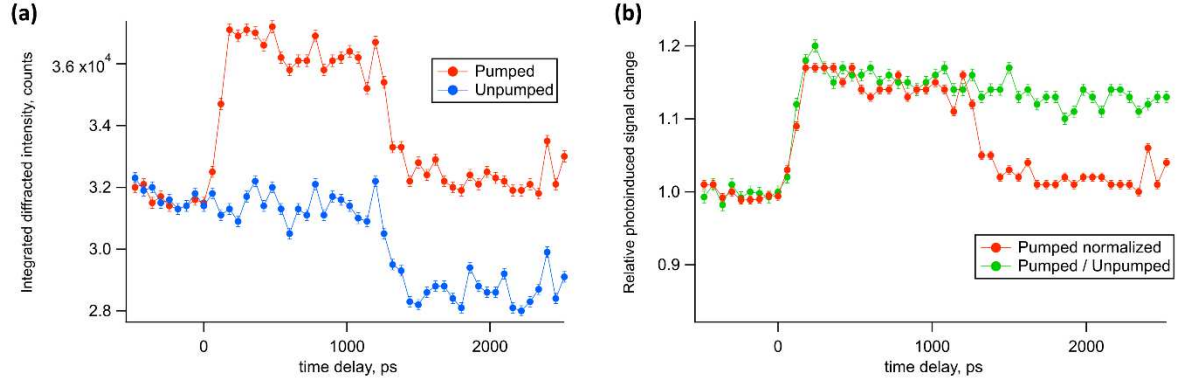 (a)
Integrated diffracted intensity, counts
3.6 x10⁴
3.4
3.2
3.0
2.8
Pumped
Unpumped
0
1000
2000
time delay, ps
(b)
Relative photoinduced signal change
1.2
1.1
1.0
0.9
Pumped normalized
Pumped / Unpumped
0
1000
2000
time delay, ps